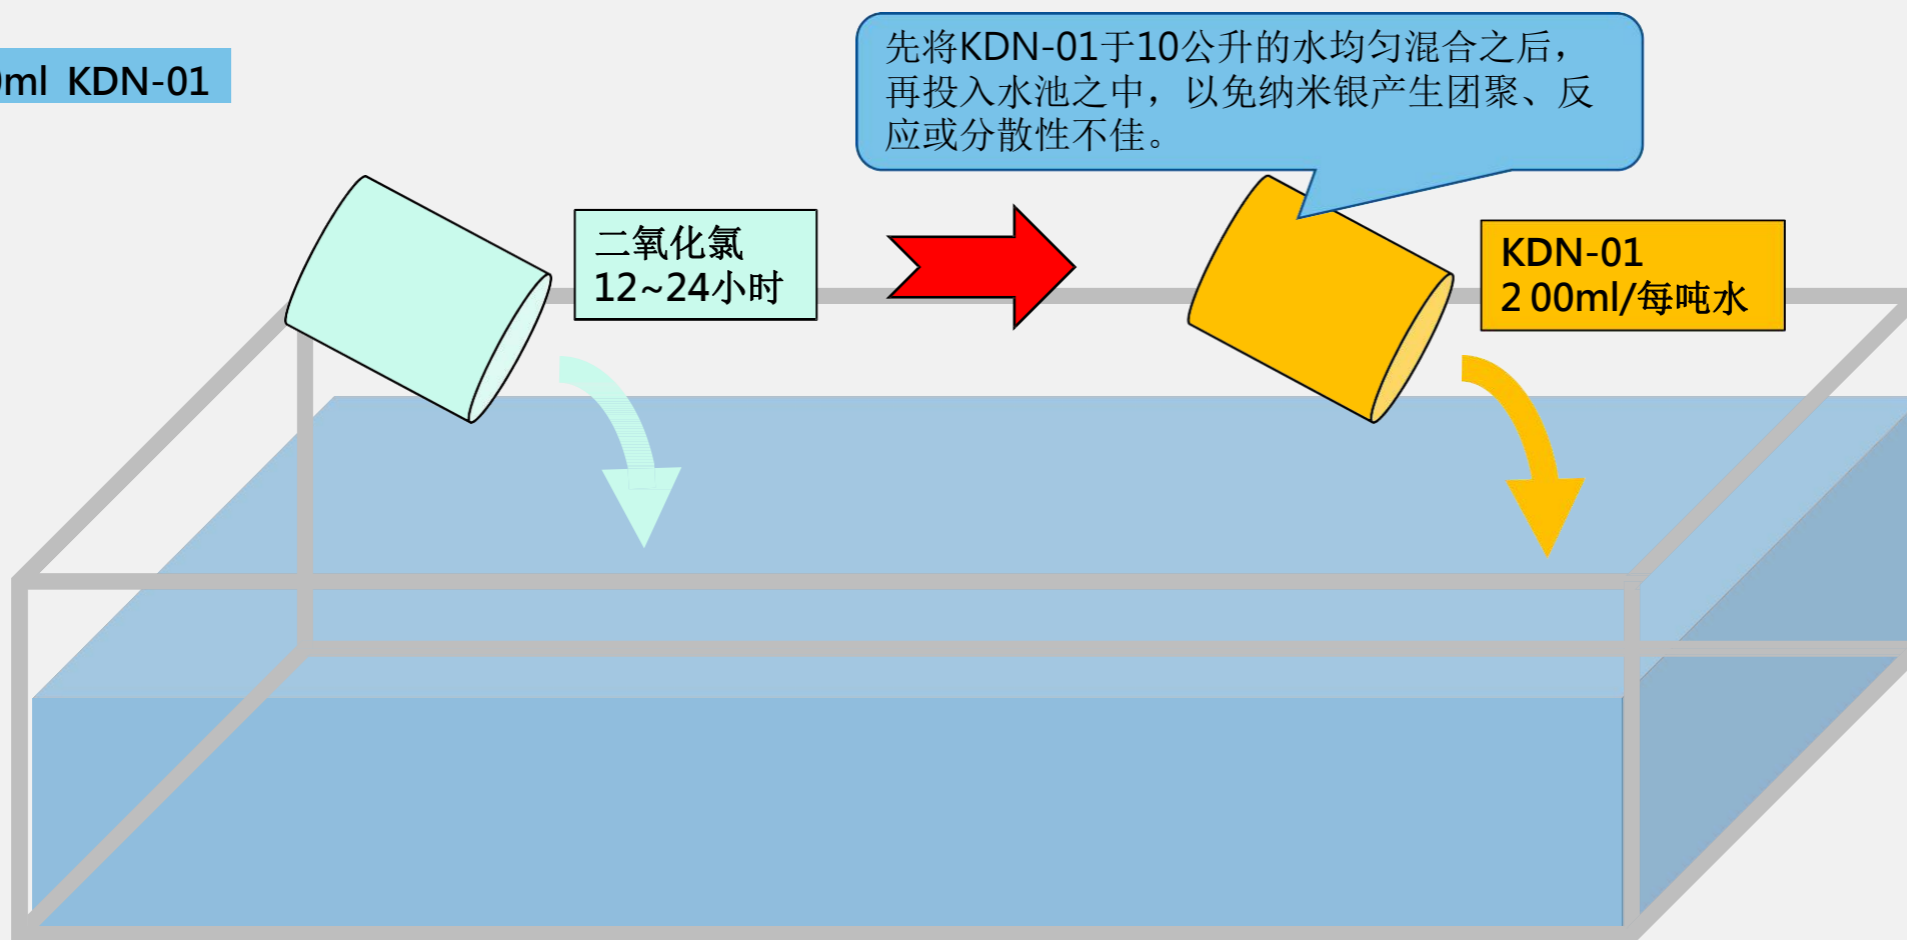 ml KDN-01
先将KDN-01于10公升的水均匀混合之后，
再投入水池之中，以免纳米银产生团聚、反
应或分散性不佳。
二氧化氯
12~24小时
KDN-01
2 00ml/每吨水